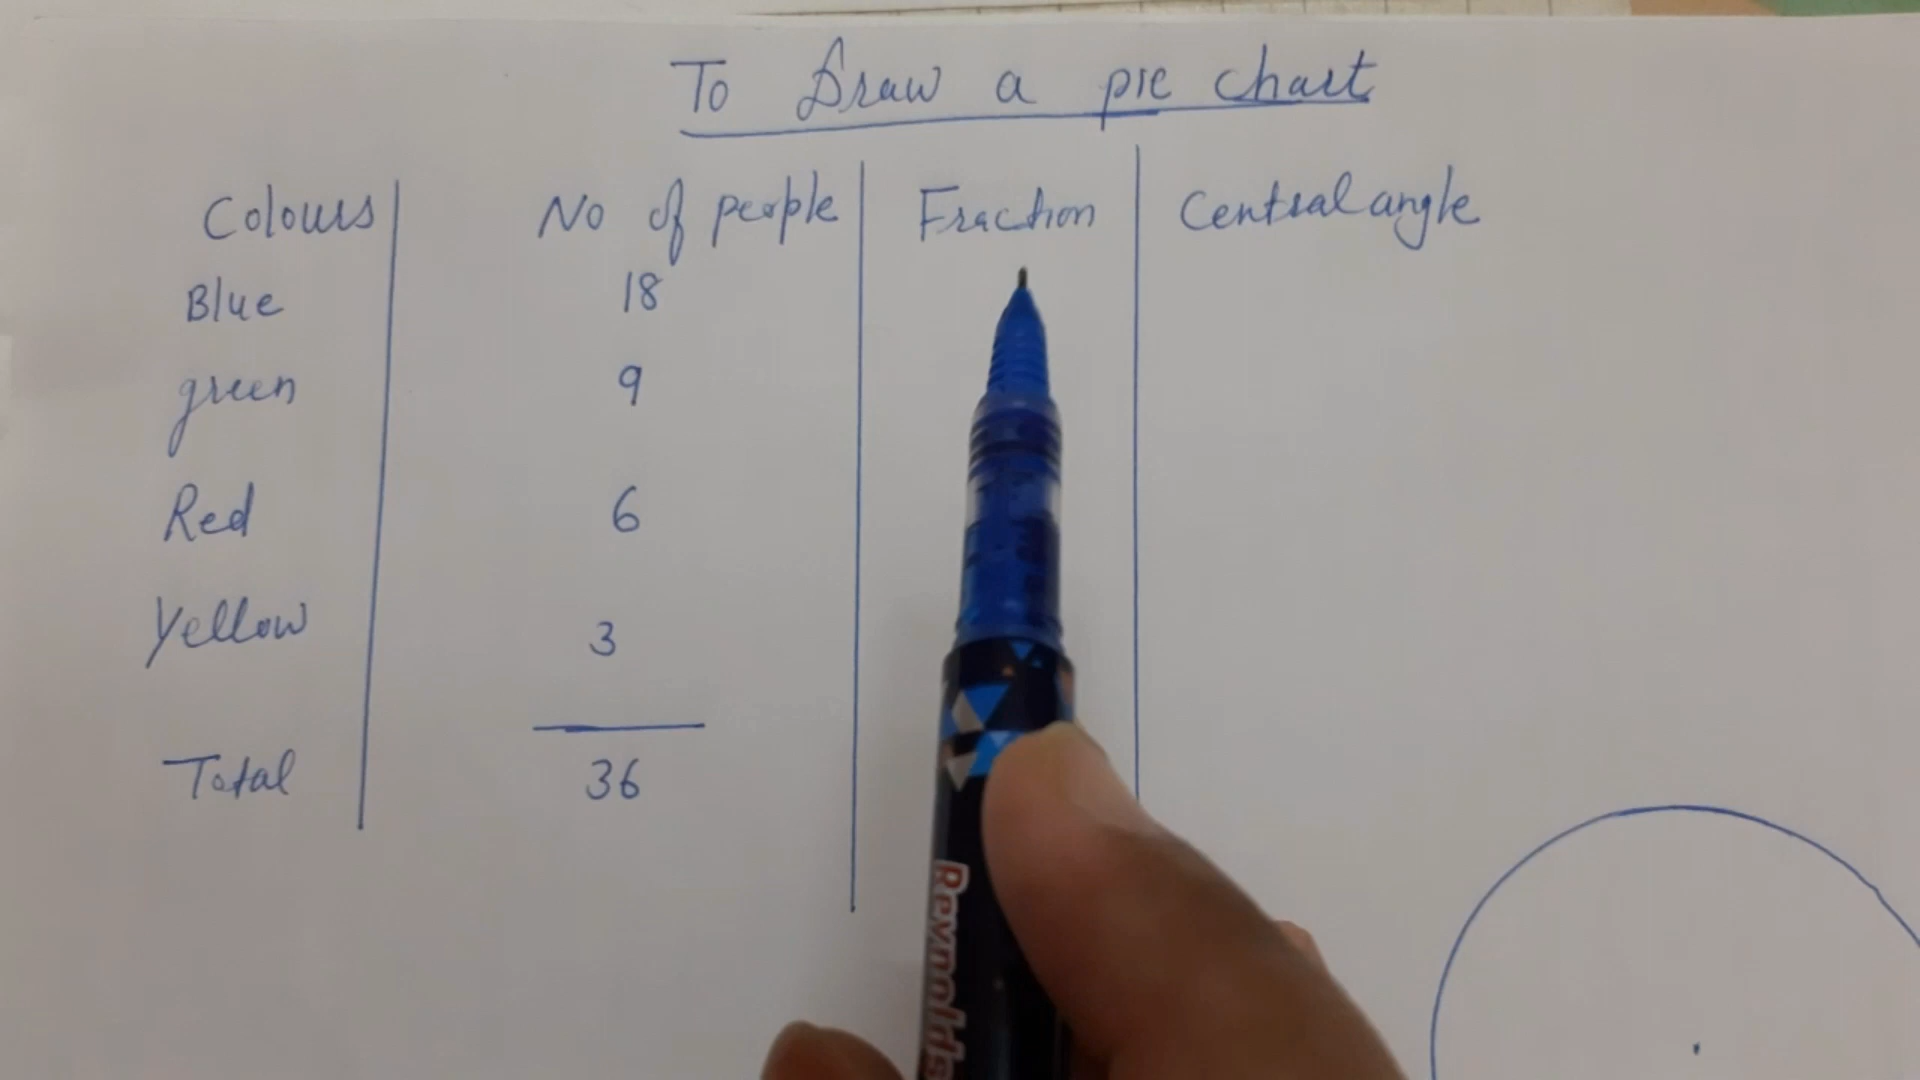 To Draw a pie chart
Colours No of people Fraction Central angle
Blue 18
green 9
Red 6
Yellow 3
Total 36
Reynolds